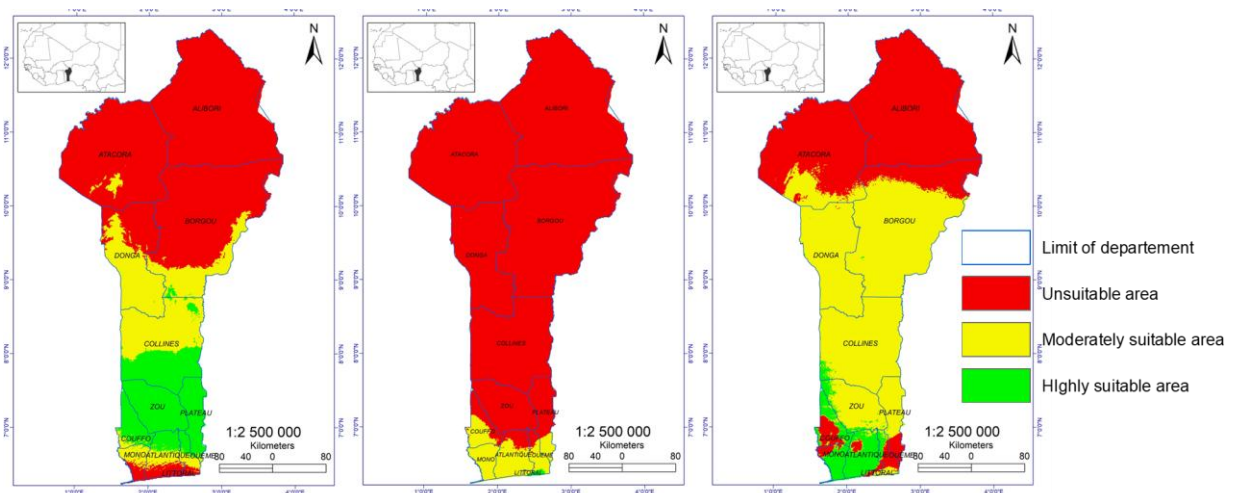 N
ALIBORI
ATACORA
BORGOU
DONGA
COLLINES
ZOU
PLATEAU
COUFFO
MONO
ATLANTIQUE
OUEME
LITTORAL
1:2 500 000
Kilometers
80 40 0 80
N
ALIBORI
ATACORA
BORGOU
DONGA
COLLINES
ZOU
PLATEAU
COUFFO
MONO
ATLANTIQUE
OUEME
LITTORAL
1:2 500 000
Kilometers
80 40 0 80
N
ALIBORI
ATACORA
BORGOU
DONGA
COLLINES
ZOU
PLATEAU
COUFFO
MONO
ATLANTIQUE
OUEME
LITTORAL
1:2 500 000
Kilometers
80 40 0 80
Limit of departement
Unsuitable area
Moderately suitable area
HIghly suitable area